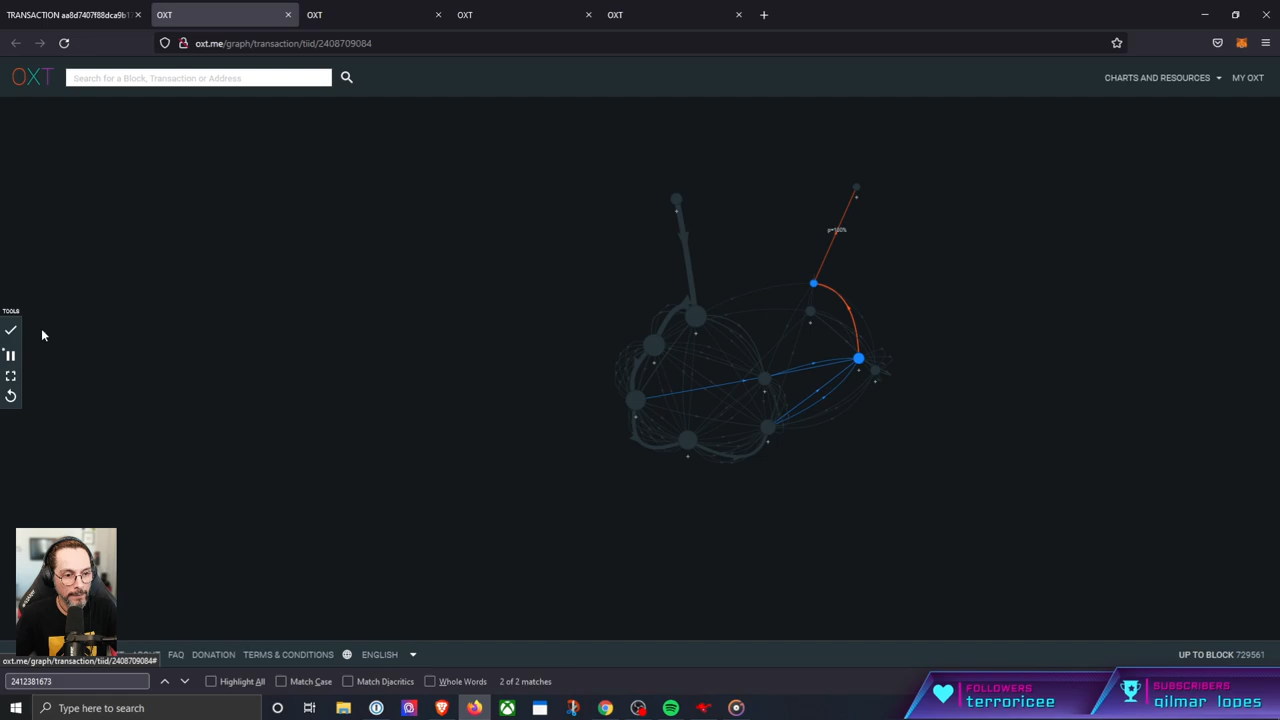 TRANSACTION aa8d7407f88dca9b1
OXT
OXT
OXT
OXT
oxt.me/graph/transaction/tiid/2408709084
OXT
Search for a Block, Transaction or Address
CHARTS AND RESOURCES
MY OXT
p=100%
TOOLS
ABOUT
FAQ
DONATION
TERMS & CONDITIONS
ENGLISH
UP TO BLOCK 729561
oxt.me/graph/transaction/tiid/2408709084#
2412381673
Highlight All
Match Case
Match Diacritics
Whole Words
2 of 2 matches
Type here to search
FOLLOWERS
terroricee
SUBSCRIBERS
gilmar lopes